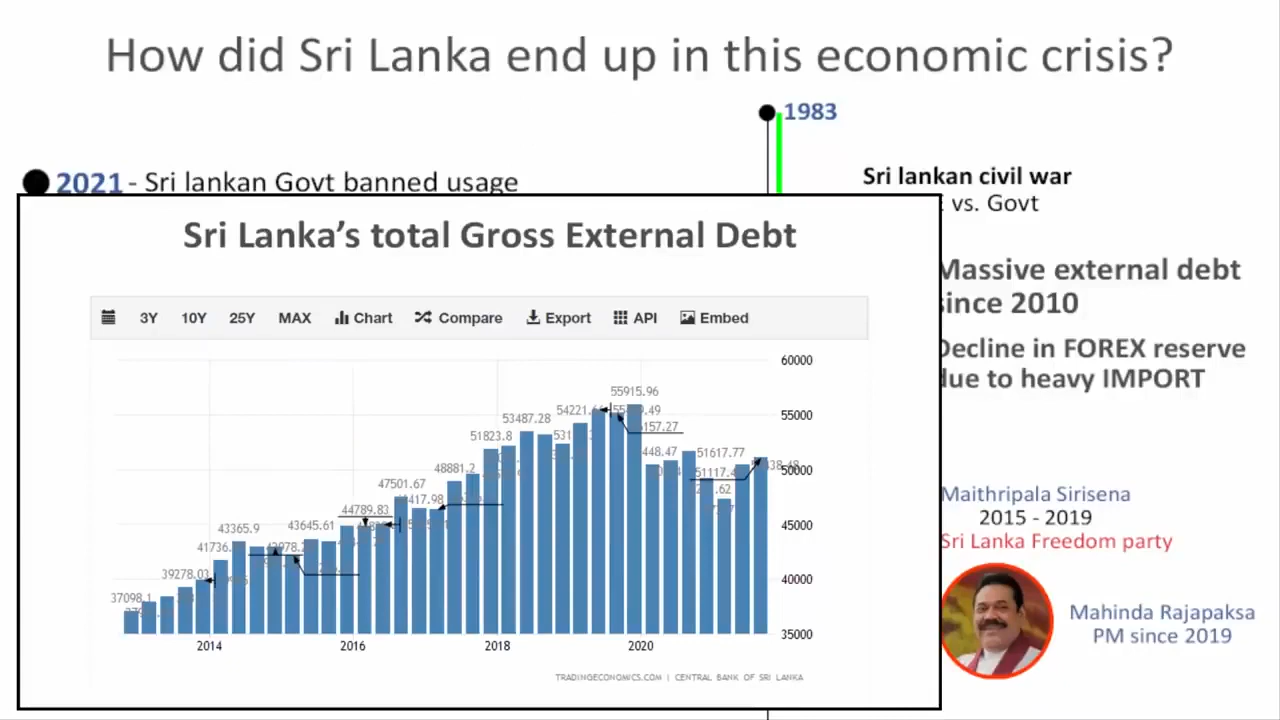 How did Sri Lanka end up in this economic crisis?
1983
2021 - Sri lankan Govt banned usage
Sri lankan civil war
vs. Govt
Massive external debt
since 2010
Decline in FOREX reserve
due to heavy IMPORT
Maithripala Sirisena
2015 - 2019
Sri Lanka Freedom party
Mahinda Rajapaksa
PM since 2019
Sri Lanka's total Gross External Debt
3Y 10Y 25Y MAX Chart Compare Export API Embed
60000
55000
50000
45000
40000
35000
37098.1
39278.03
41736.
43365.9
43645.61
44789.83
47501.67
48881.2
51823.8
53487.28
55915.96
51617.77
2014 2016 2018 2020
TRADINGECONOMICS.COM | CENTRAL BANK OF SRI LANKA